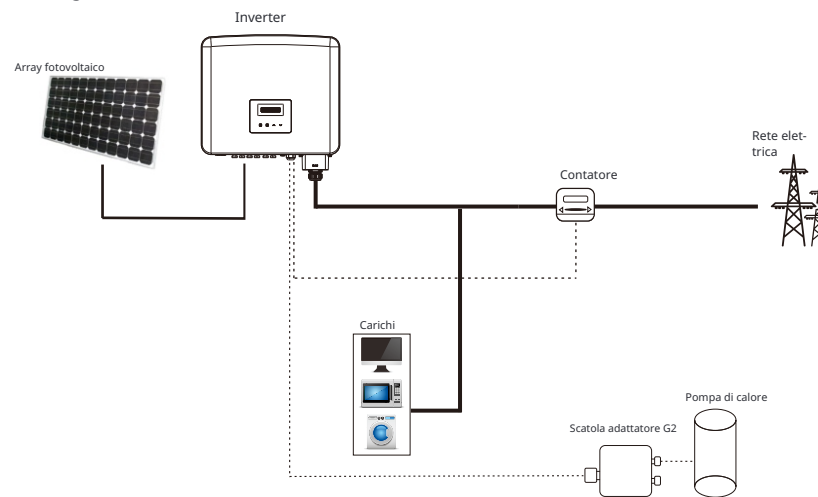 Inverter
Array fotovoltaico
Rete elet-
trica
Contatore
Carichi
Pompa di calore
Scatola adattatore G2